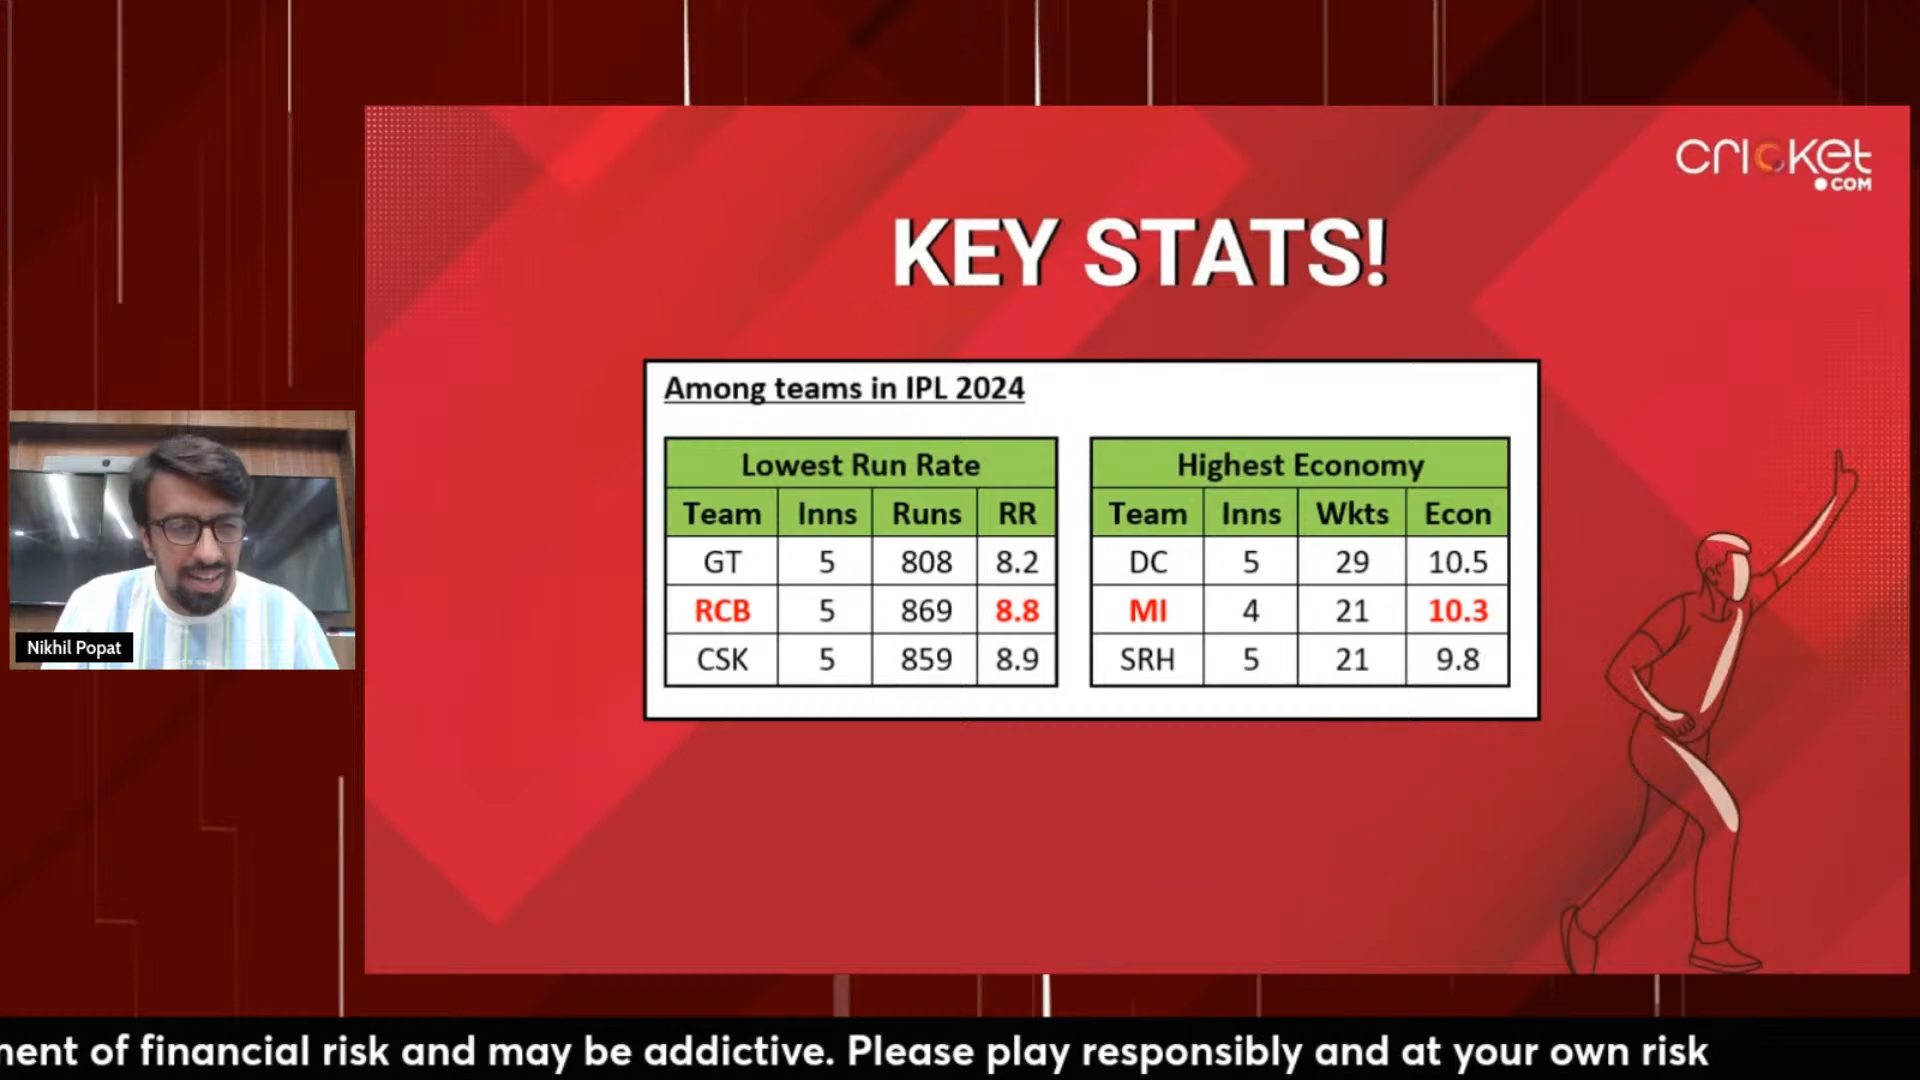 cricket
.COM
KEY STATS!
Among teams in IPL 2024
Lowest Run Rate
Team Inns Runs RR
GT 5 808 8.2
RCB 5 869 8.8
CSK 5 859 8.9
Highest Economy
Team Inns Wkts Econ
DC 5 29 10.5
MI 4 21 10.3
SRH 5 21 9.8
Nikhil Popat
of financial risk and may be addictive. Please play responsibly and at your own risk